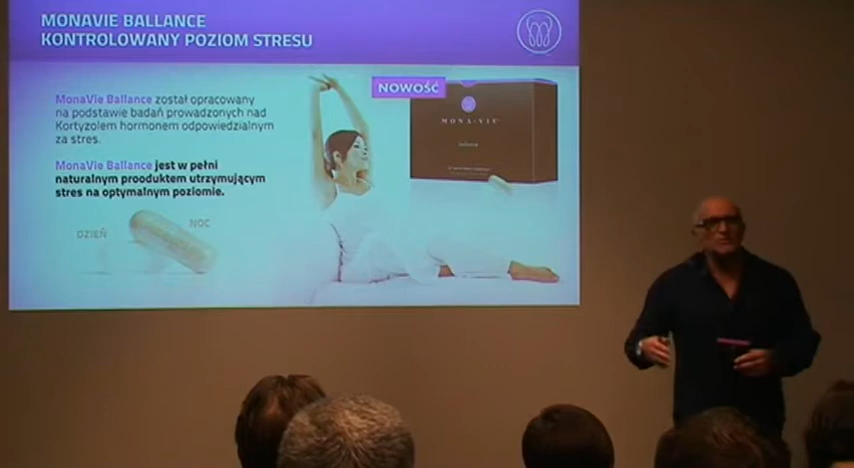 MONAVIE BALLANCE
KONTROLOWANY POZIOM STRESU
MonaVie Ballance został opracowany
na podstawie badań prowadzonych nad
Kortyzolem hormonem odpowiedzialnym
za stres.
MonaVie Ballance jest w pełni
naturalnym prooduktem utrzymującym
stres na optymalnym poziomie.
DZIEŃ
NOC
NOWOŚĆ
MONA·VIE